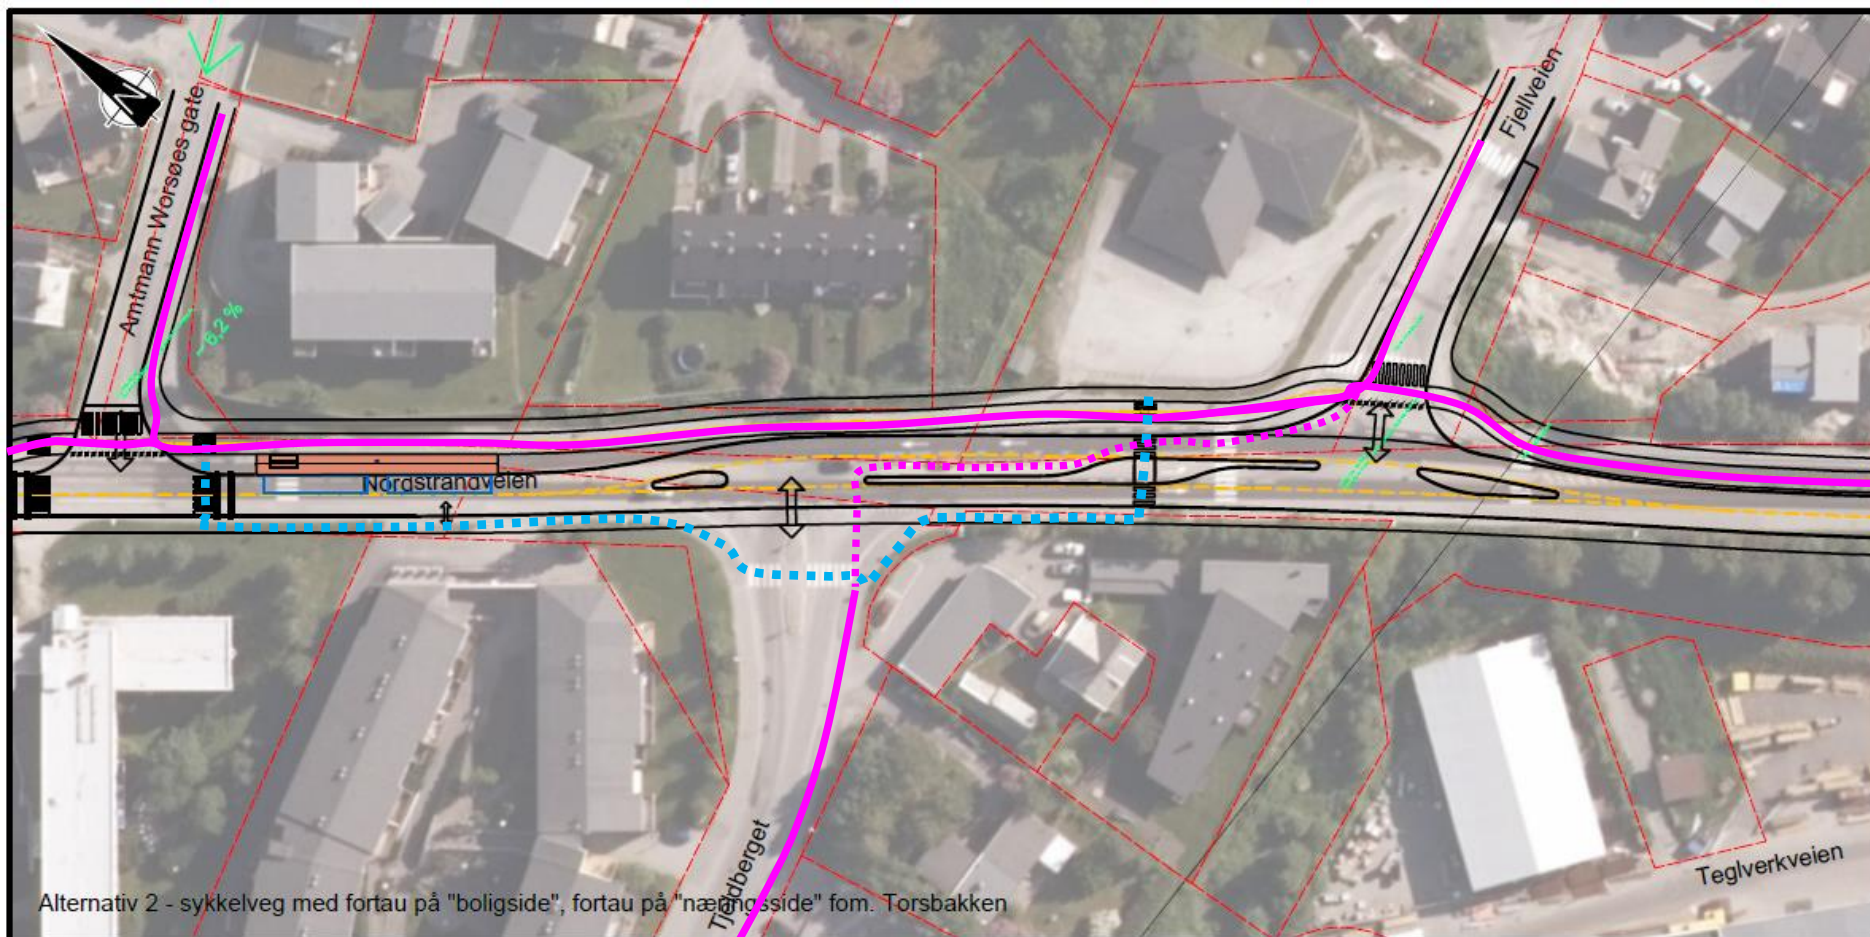 N
Amtmann Worsøes gate
~ 6,2 %
Fjellveien
Nordstrandveien
Tjeldberget
Teglverkveien
Alternativ 2 - sykkelveg med fortau på "boligside", fortau på "næringsside" fom. Torsbakken